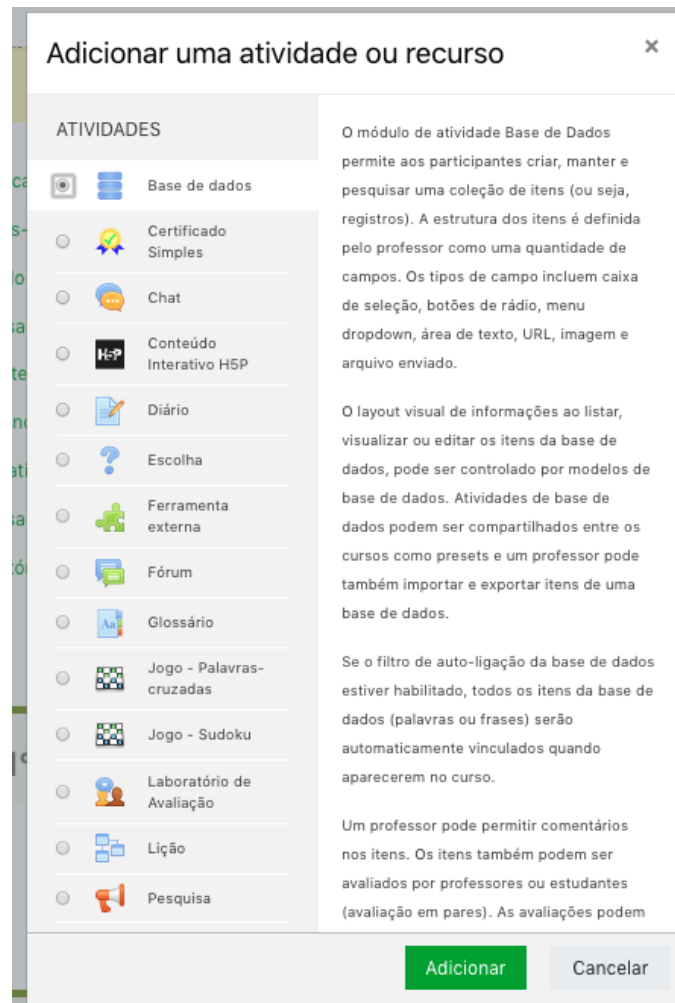 Adicionar uma atividade ou recurso
×
ATIVIDADES
Base de dados
Certificado
Simples
Chat
H5P
Conteúdo
Interativo H5P
Diário
Escolha
Ferramenta
externa
Fórum
Aa
Glossário
Jogo - Palavras-
cruzadas
Jogo - Sudoku
Laboratório de
Avaliação
Lição
Pesquisa
O módulo de atividade Base de Dados
permite aos participantes criar, manter e
pesquisar uma coleção de itens (ou seja,
registros). A estrutura dos itens é definida
pelo professor como uma quantidade de
campos. Os tipos de campo incluem caixa
de seleção, botões de rádio, menu
dropdown, área de texto, URL, imagem e
arquivo enviado.
O layout visual de informações ao listar,
visualizar ou editar os itens da base de
dados, pode ser controlado por modelos de
base de dados. Atividades de base de
dados podem ser compartilhados entre os
cursos como presets e um professor pode
também importar e exportar itens de uma
base de dados.
Se o filtro de auto-ligação da base de dados
estiver habilitado, todos os itens da base de
dados (palavras ou frases) serão
automaticamente vinculados quando
aparecerem no curso.
Um professor pode permitir comentários
nos itens. Os itens também podem ser
avaliados por professores ou estudantes
(avaliação em pares). As avaliações podem
Adicionar
Cancelar